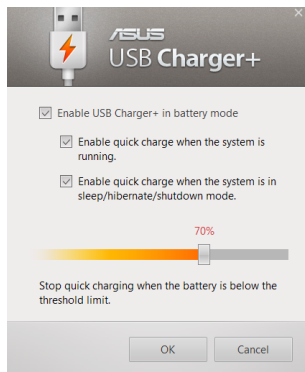 ASUS
USB Charger+
Enable USB Charger+ in battery mode
Enable quick charge when the system is
running.
Enable quick charge when the system is in
sleep/hibernate/shutdown mode.
70%
Stop quick charging when the battery is below the
threshold limit.
OK
Cancel